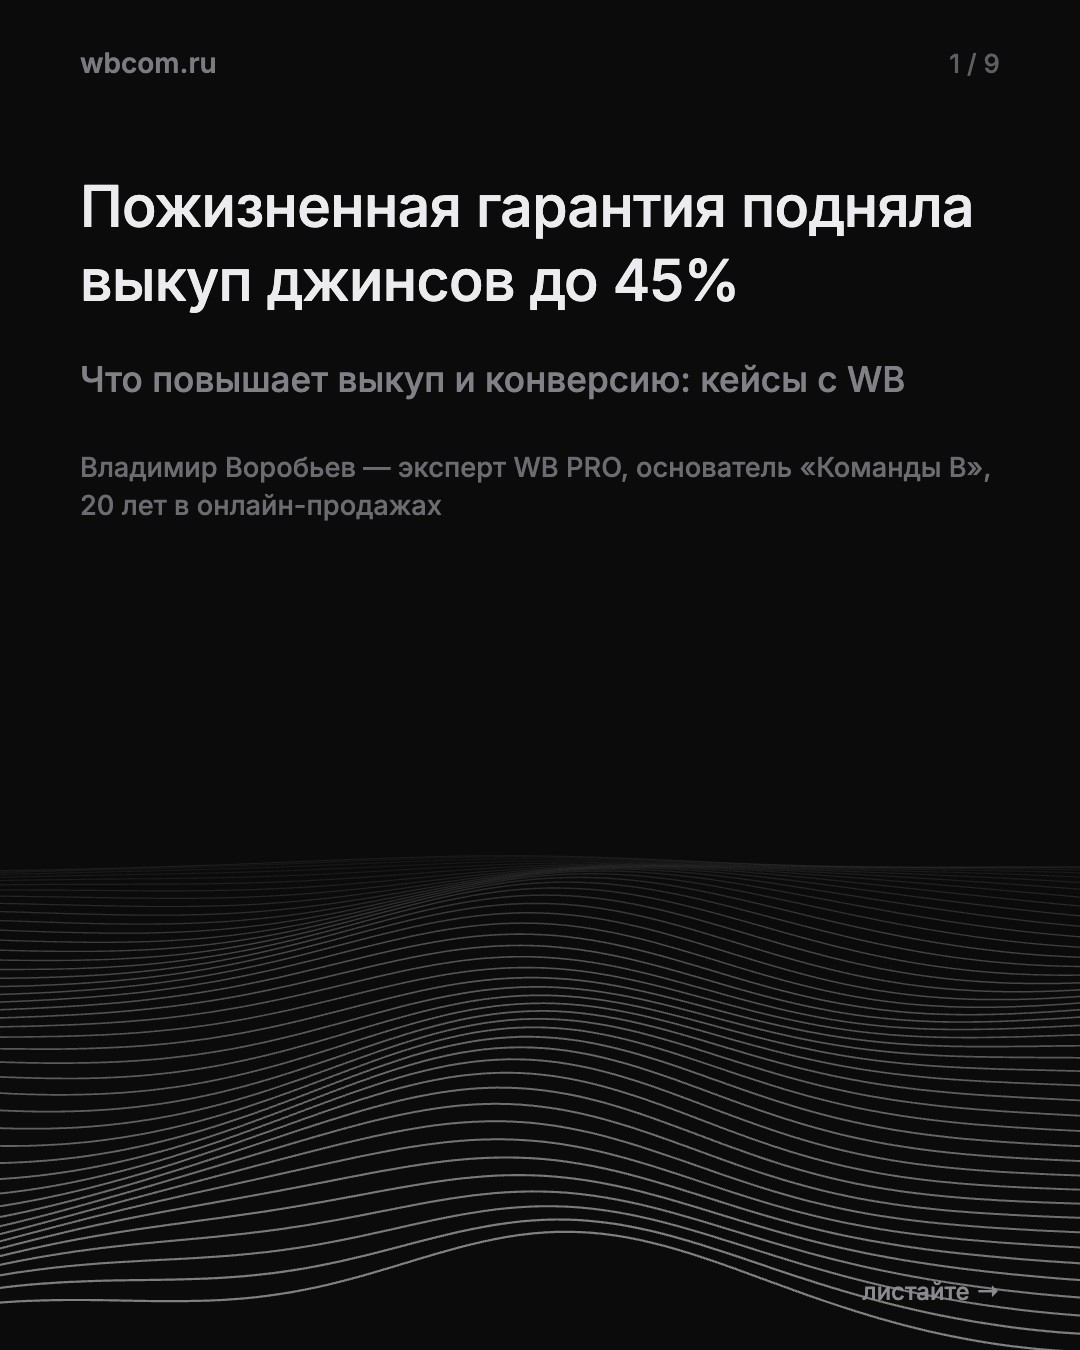 wbcom.ru
1 / 9
Пожизненная гарантия подняла
выкуп джинсов до 45%
Что повышает выкуп и конверсию: кейсы с WB
Владимир Воробьев — эксперт WB PRO, основатель «Команды В»,
20 лет в онлайн-продажах
листайте →